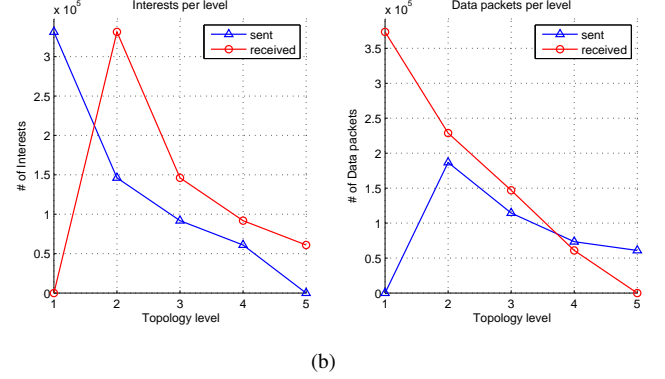 Interests per level
x 10^5
sent
received
3
2.5
2
1.5
1
0.5
0
# of Interests
1 2 3 4 5
Topology level
Data packets per level
x 10^5
sent
received
3.5
3
2.5
2
1.5
1
0.5
0
# of Data packets
1 2 3 4 5
Topology level
(b)